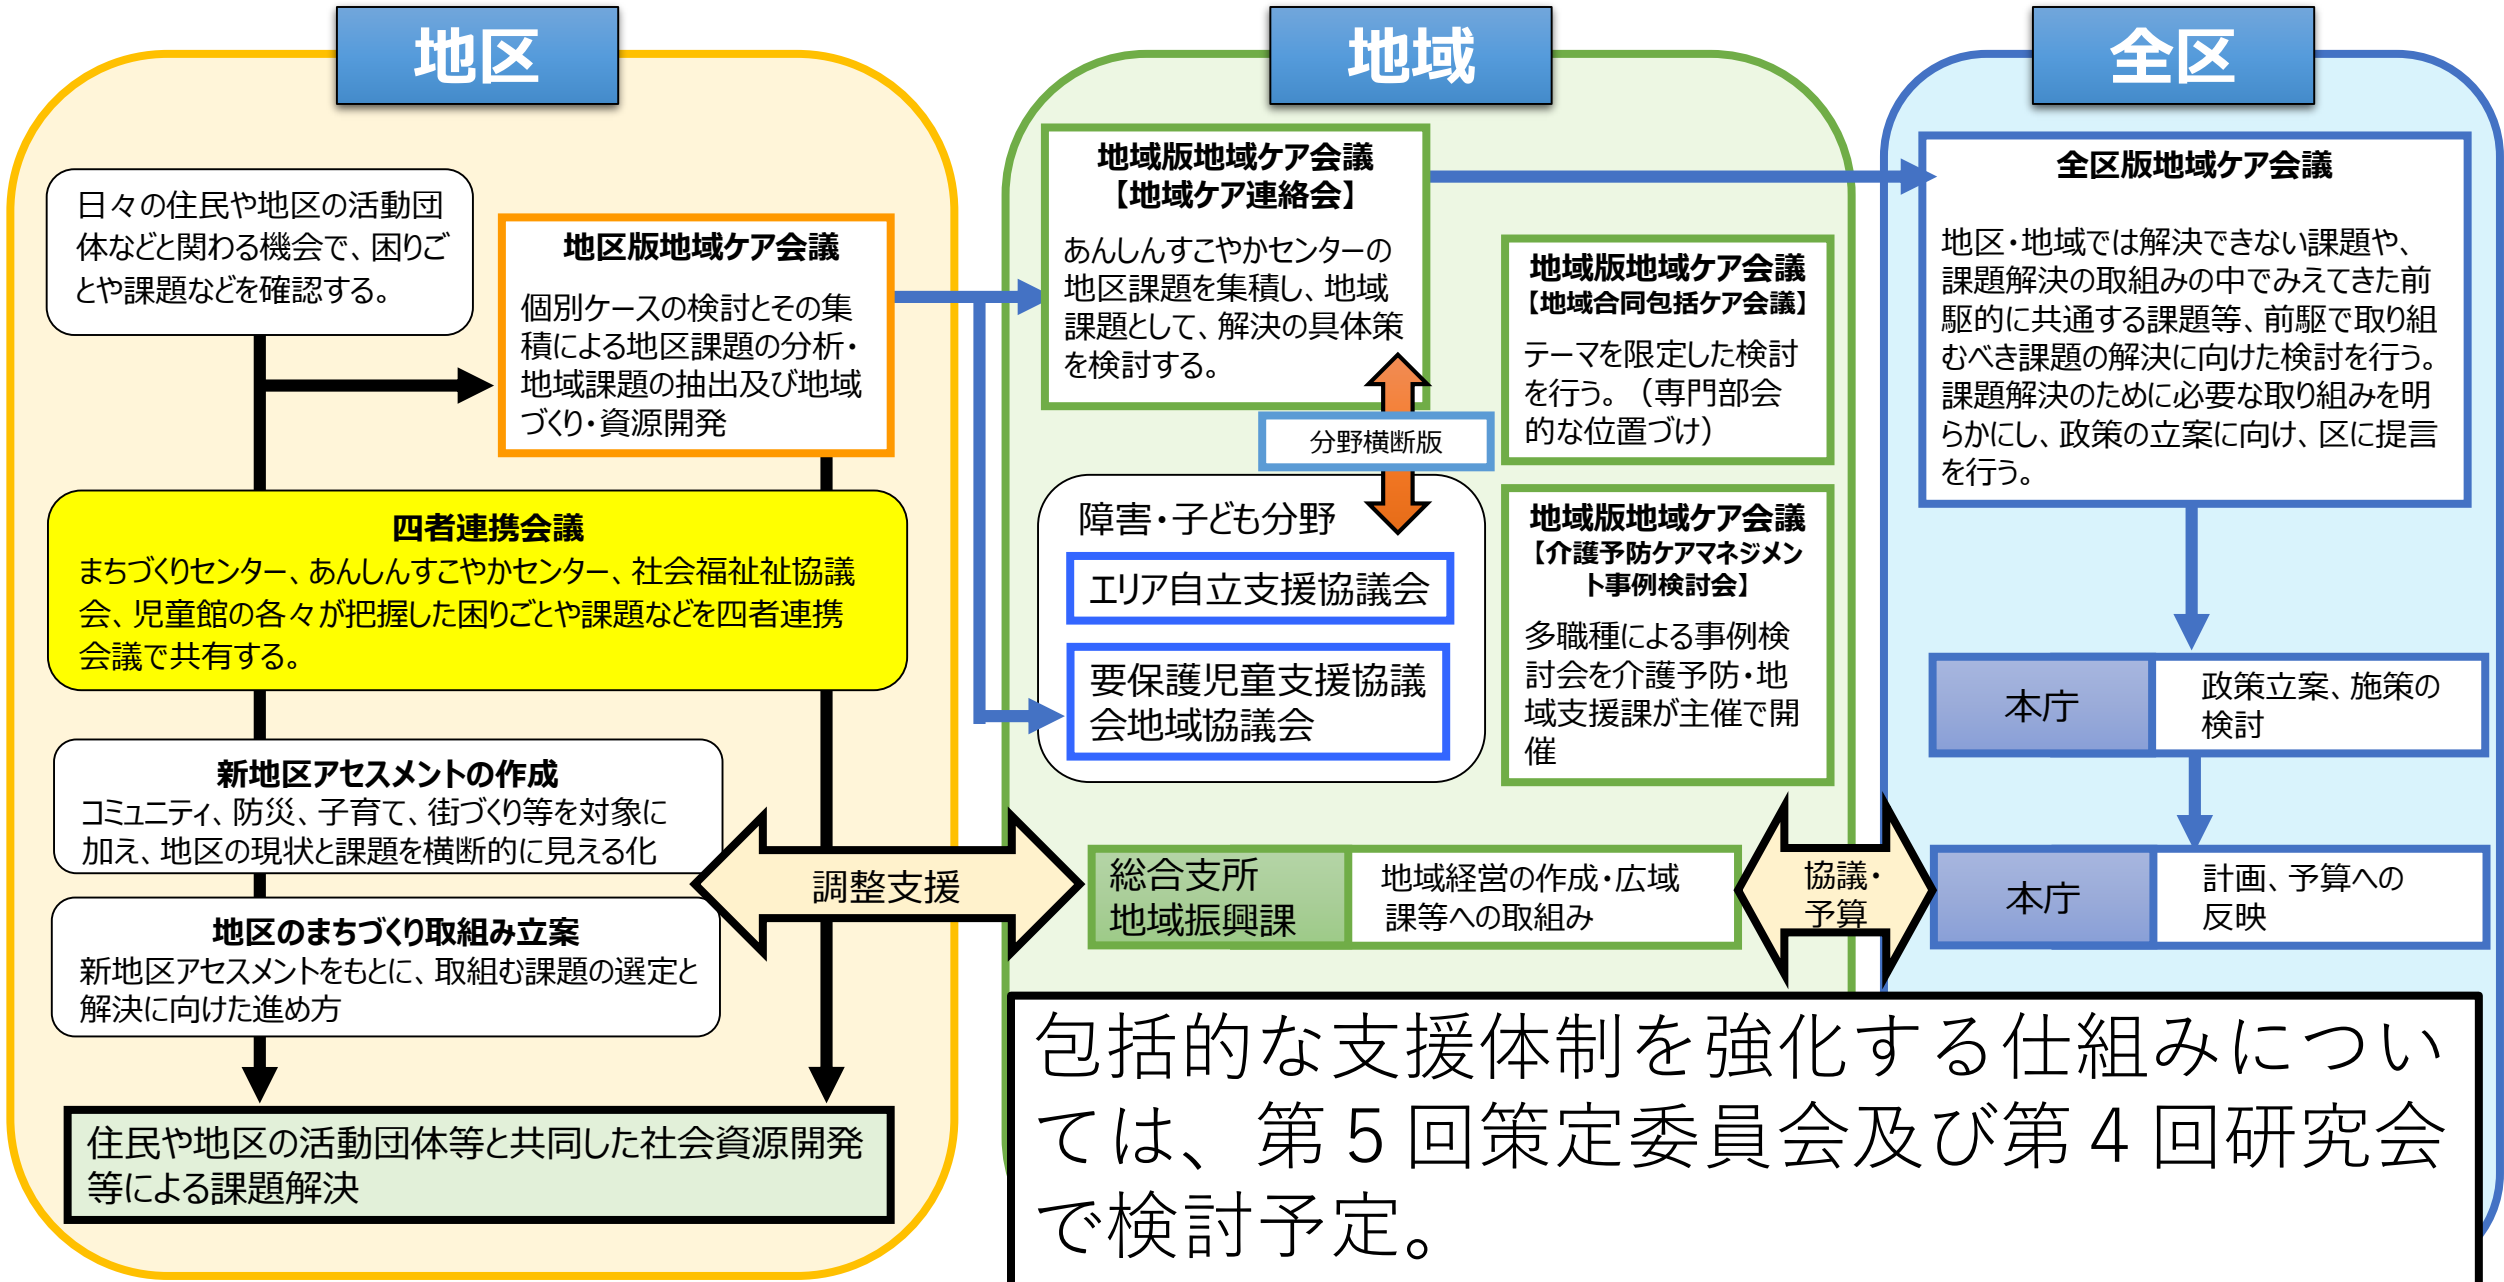 地区
日々の住民や地区の活動団
体などと関わる機会で、困りご
とや課題などを確認する。
地区版地域ケア会議
個別ケースの検討とその集
積による地区課題の分析・
地域課題の抽出及び地域
づくり・資源開発
四者連携会議
まちづくりセンター、あんしんすこやかセンター、社会福祉祉協議
会、児童館の各々が把握した困りごとや課題などを四者連携
会議で共有する。
新地区アセスメントの作成
コミュニティ、防災、子育て、街づくり等を対象に
加え、地区の現状と課題を横断的に見える化
地区のまちづくり取組み立案
新地区アセスメントをもとに、取組む課題の選定と
解決に向けた進め方
住民や地区の活動団体等と共同した社会資源開発
等による課題解決
調整支援
地域
地域版地域ケア会議
【地域ケア連絡会】
あんしんすこやかセンターの
地区課題を集積し、地域
課題として、解決の具体策
を検討する。
分野横断版
障害・子ども分野
エリア自立支援協議会
要保護児童支援協議
会地域協議会
地域版地域ケア会議
【地域合同包括ケア会議】
テーマを限定した検討
を行う。（専門部会
的な位置づけ）
地域版地域ケア会議
【介護予防ケアマネジメン
ト事例検討会】
多職種による事例検
討会を介護予防・地
域支援課が主催で開
催
総合支所
地域振興課
地域経営の作成・広域
課等への取組み
協議・
予算
全区
全区版地域ケア会議
地区・地域では解決できない課題や、
課題解決の取組みの中でみえてきた前
駆的に共通する課題等、前駆で取り組
むべき課題の解決に向けた検討を行う。
課題解決のために必要な取り組みを明
らかにし、政策の立案に向け、区に提言
を行う。
本庁
政策立案、施策の
検討
本庁
計画、予算への
反映
包括的な支援体制を強化する仕組みについ
ては、第５回策定委員会及び第４回研究会
で検討予定。